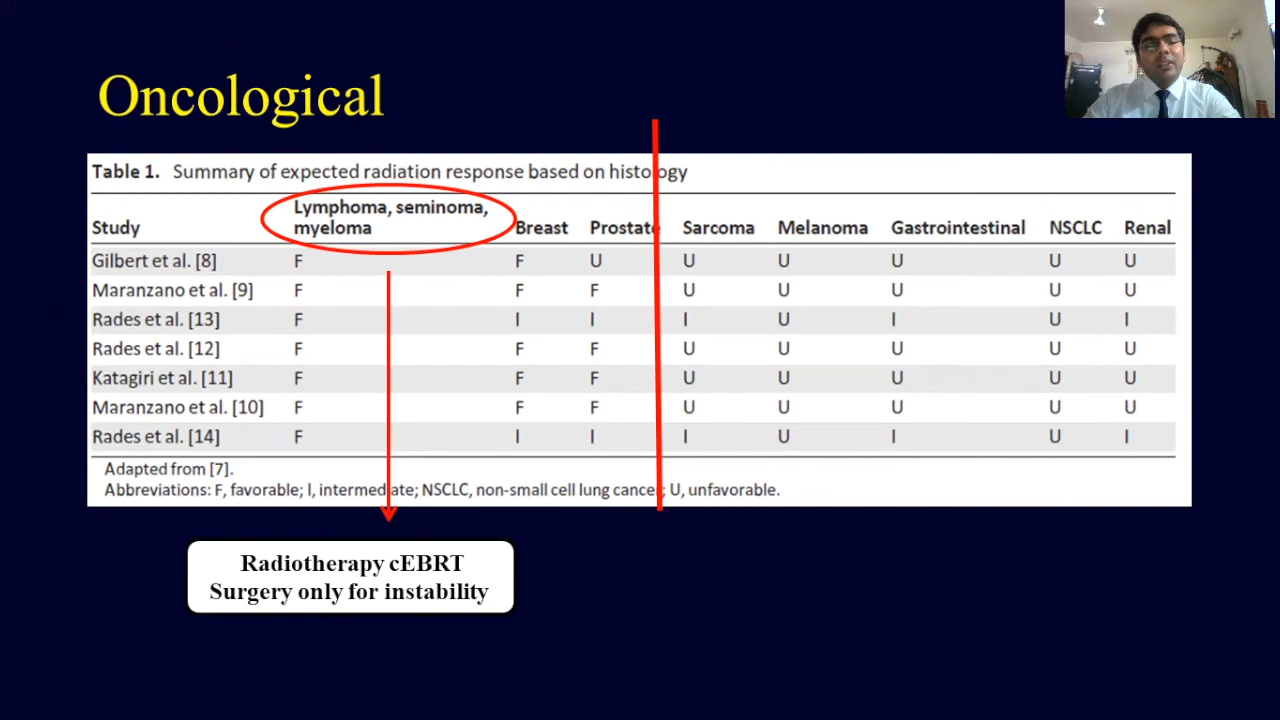 Oncological
Table 1. Summary of expected radiation response based on histology
Lymphoma, seminoma,
Study myeloma Breast Prostate Sarcoma Melanoma Gastrointestinal NSCLC Renal
Gilbert et al. [8] F F U U U U U U
Maranzano et al. [9] F F F U U U U U
Rades et al. [13] F I I I U I U I
Rades et al. [12] F F F U U U U U
Katagiri et al. [11] F F F U U U U U
Maranzano et al. [10] F F F U U U U U
Rades et al. [14] F I I I U I U I
Adapted from [7].
Abbreviations: F, favorable; I, intermediate; NSCLC, non-small cell lung cancer; U, unfavorable.
Radiotherapy cEBRT
Surgery only for instability